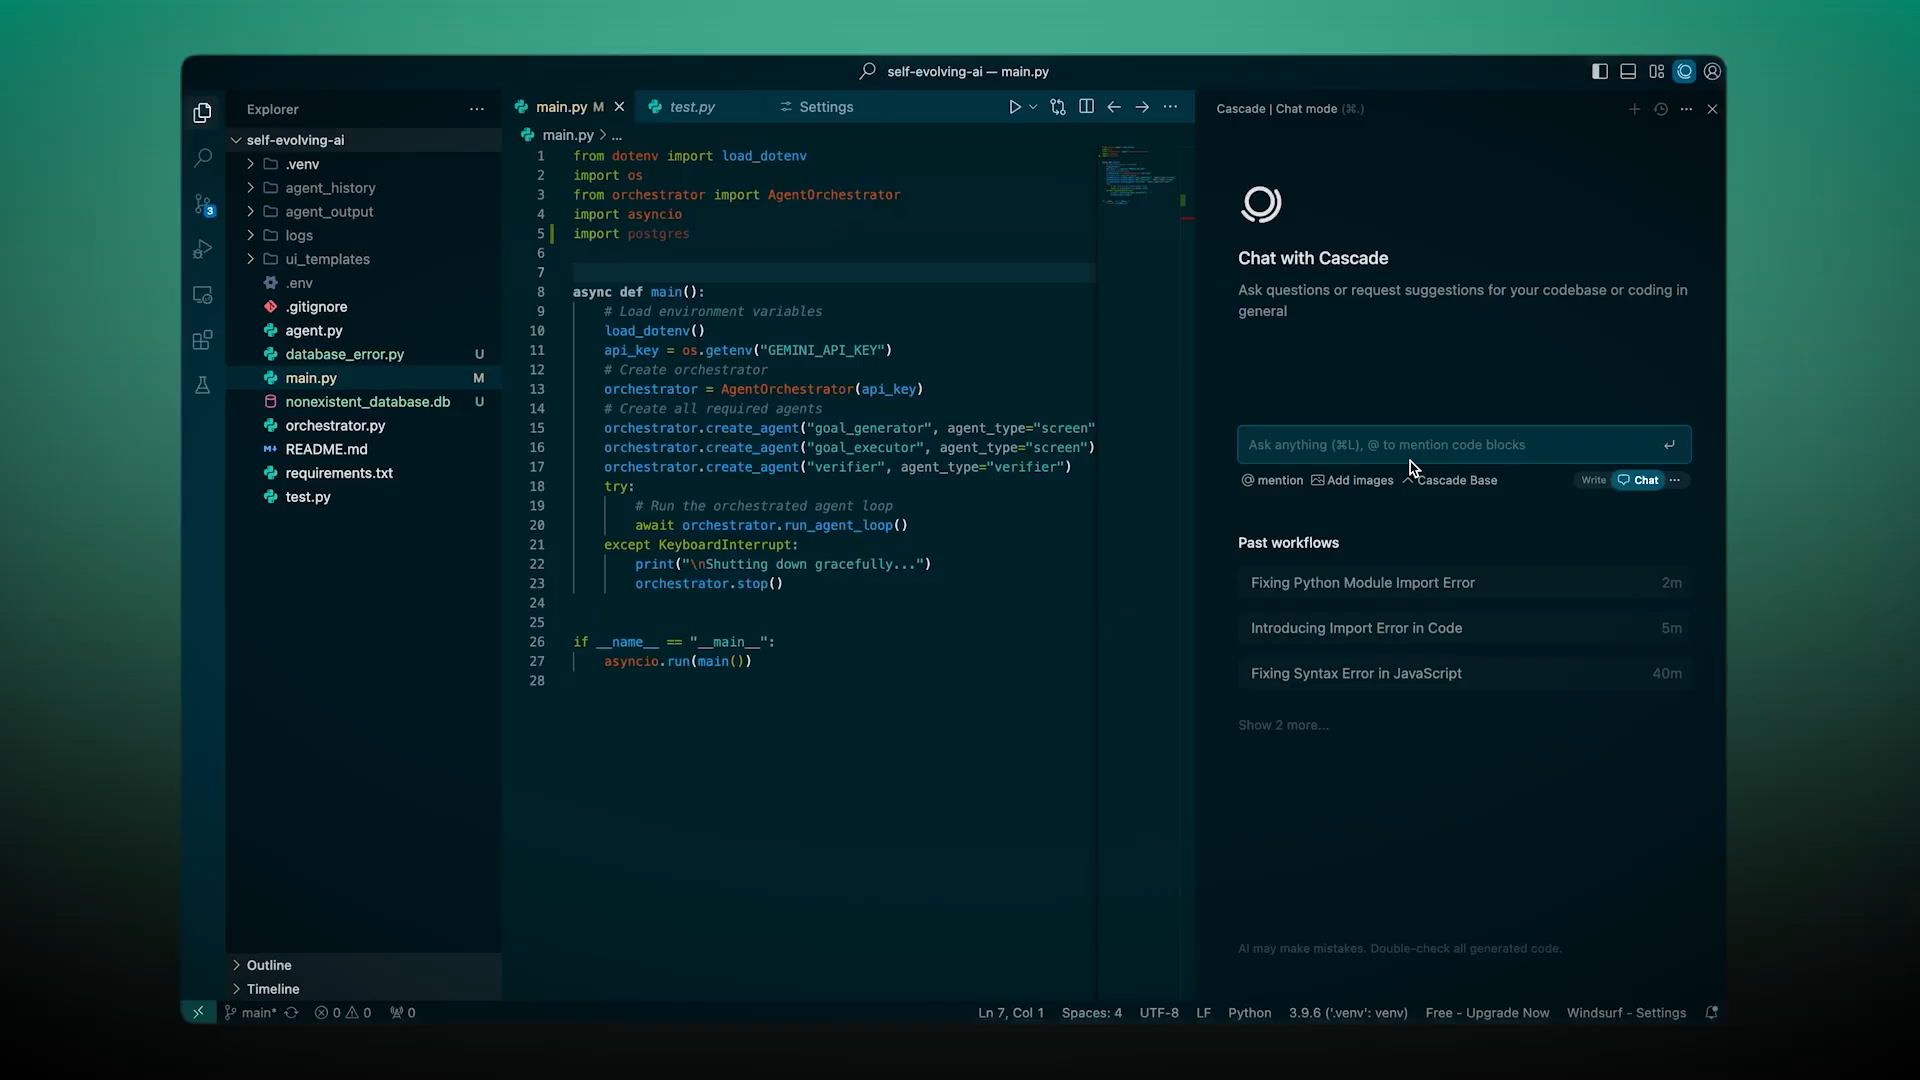 self-evolving-ai — main.py
Explorer
self-evolving-ai
.venv
agent_history
agent_output
logs
ui_templates
.env
.gitignore
agent.py
database_error.py U
main.py M
nonexistent_database.db U
orchestrator.py
README.md
requirements.txt
test.py
Outline
Timeline
3
main.py M
test.py
Settings
main.py > ...
1 from dotenv import load_dotenv
2 import os
3 from orchestrator import AgentOrchestrator
4 import asyncio
5 import postgres
6
7
8 async def main():
9 # Load environment variables
10 load_dotenv()
11 api_key = os.getenv("GEMINI_API_KEY")
12 # Create orchestrator
13 orchestrator = AgentOrchestrator(api_key)
14 # Create all required agents
15 orchestrator.create_agent("goal_generator", agent_type="screen"
16 orchestrator.create_agent("goal_executor", agent_type="screen")
17 orchestrator.create_agent("verifier", agent_type="verifier")
18 try:
19 # Run the orchestrated agent loop
20 await orchestrator.run_agent_loop()
21 except KeyboardInterrupt:
22 print("\nShutting down gracefully...")
23 orchestrator.stop()
24
25
26 if __name__ == "__main__":
27 asyncio.run(main())
28
Cascade | Chat mode (⌘.)
Chat with Cascade
Ask questions or request suggestions for your codebase or coding in
general
Ask anything (⌘L), @ to mention code blocks
@ mention Add images Cascade Base Write Chat
Past workflows
Fixing Python Module Import Error 2m
Introducing Import Error in Code 5m
Fixing Syntax Error in JavaScript 40m
Show 2 more...
AI may make mistakes. Double-check all generated code.
main* 0 0 0 Ln 7, Col 1 Spaces: 4 UTF-8 LF Python 3.9.6 ('.venv': venv) Free - Upgrade Now Windsurf - Settings